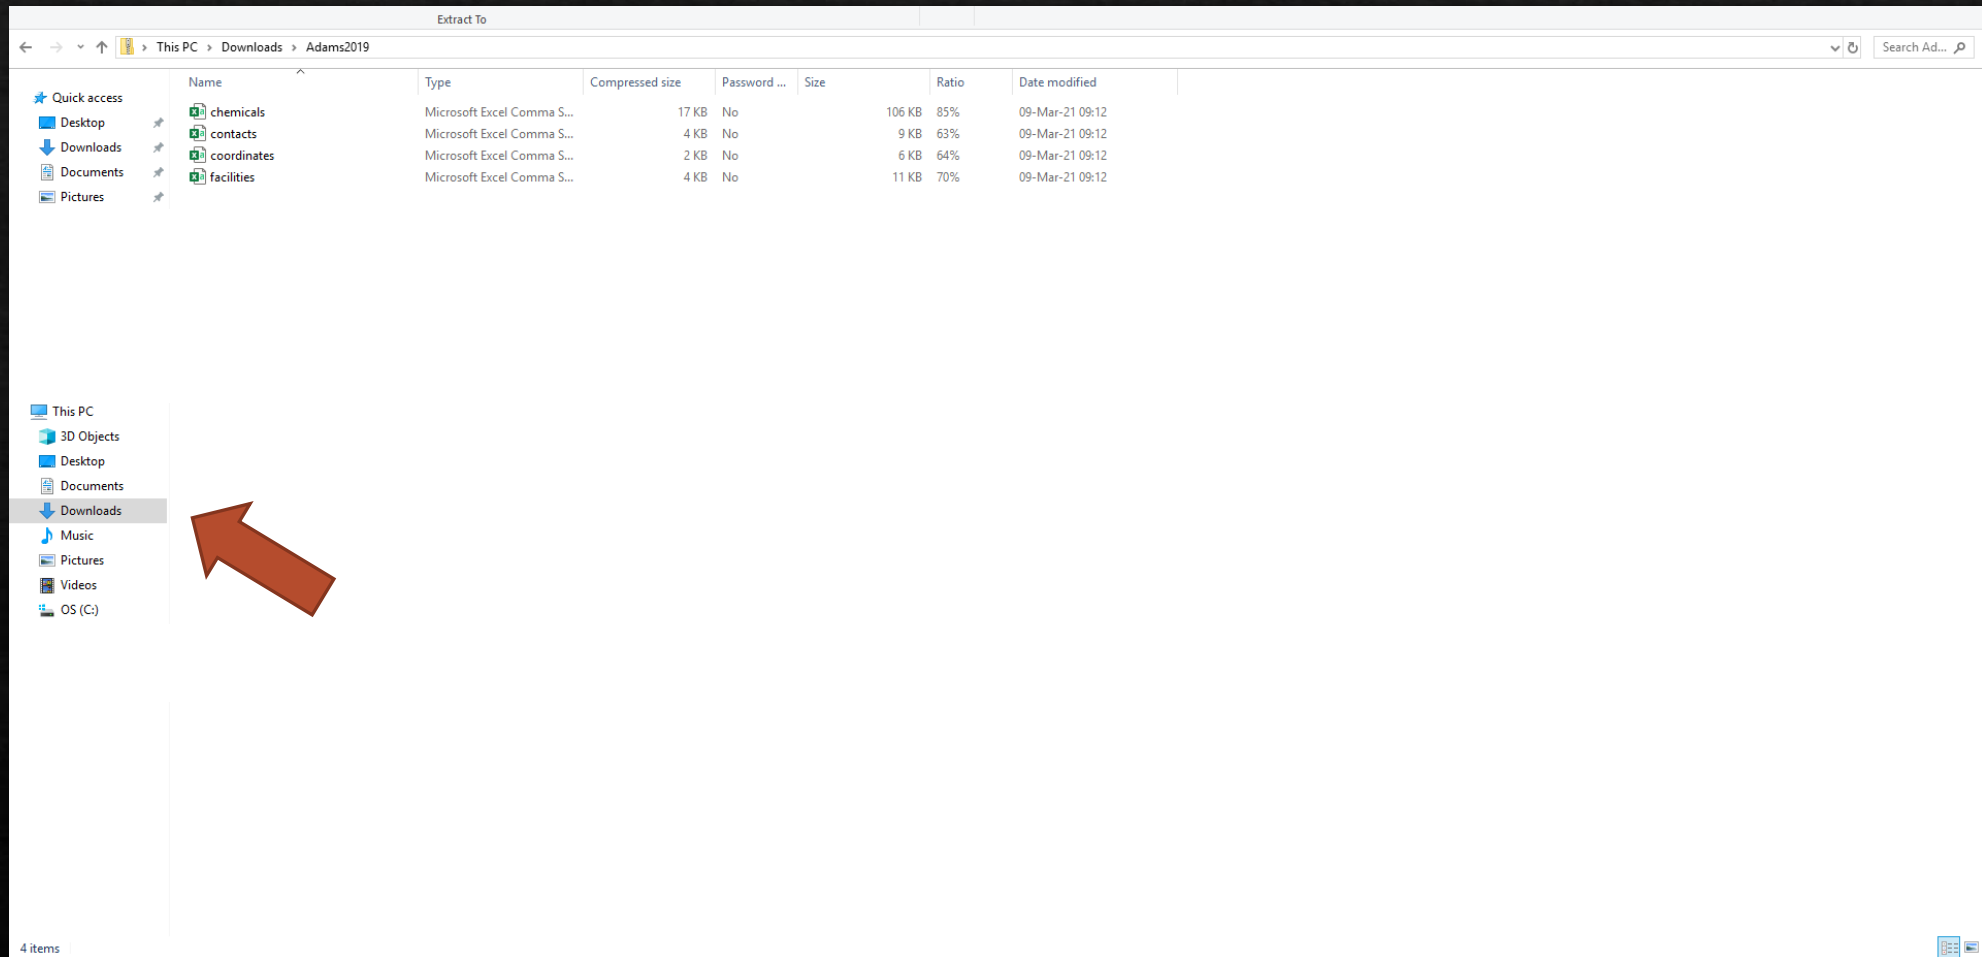 Extract To
This PC > Downloads > Adams2019
Search Ad...
Name Type Compressed size Password ... Size Ratio Date modified
Quick access
Desktop
Downloads
Documents
Pictures
chemicals Microsoft Excel Comma S... 17 KB No 106 KB 85% 09-Mar-21 09:12
contacts Microsoft Excel Comma S... 4 KB No 9 KB 63% 09-Mar-21 09:12
coordinates Microsoft Excel Comma S... 2 KB No 6 KB 64% 09-Mar-21 09:12
facilities Microsoft Excel Comma S... 4 KB No 11 KB 70% 09-Mar-21 09:12
This PC
3D Objects
Desktop
Documents
Downloads
Music
Pictures
Videos
OS (C:)
4 items